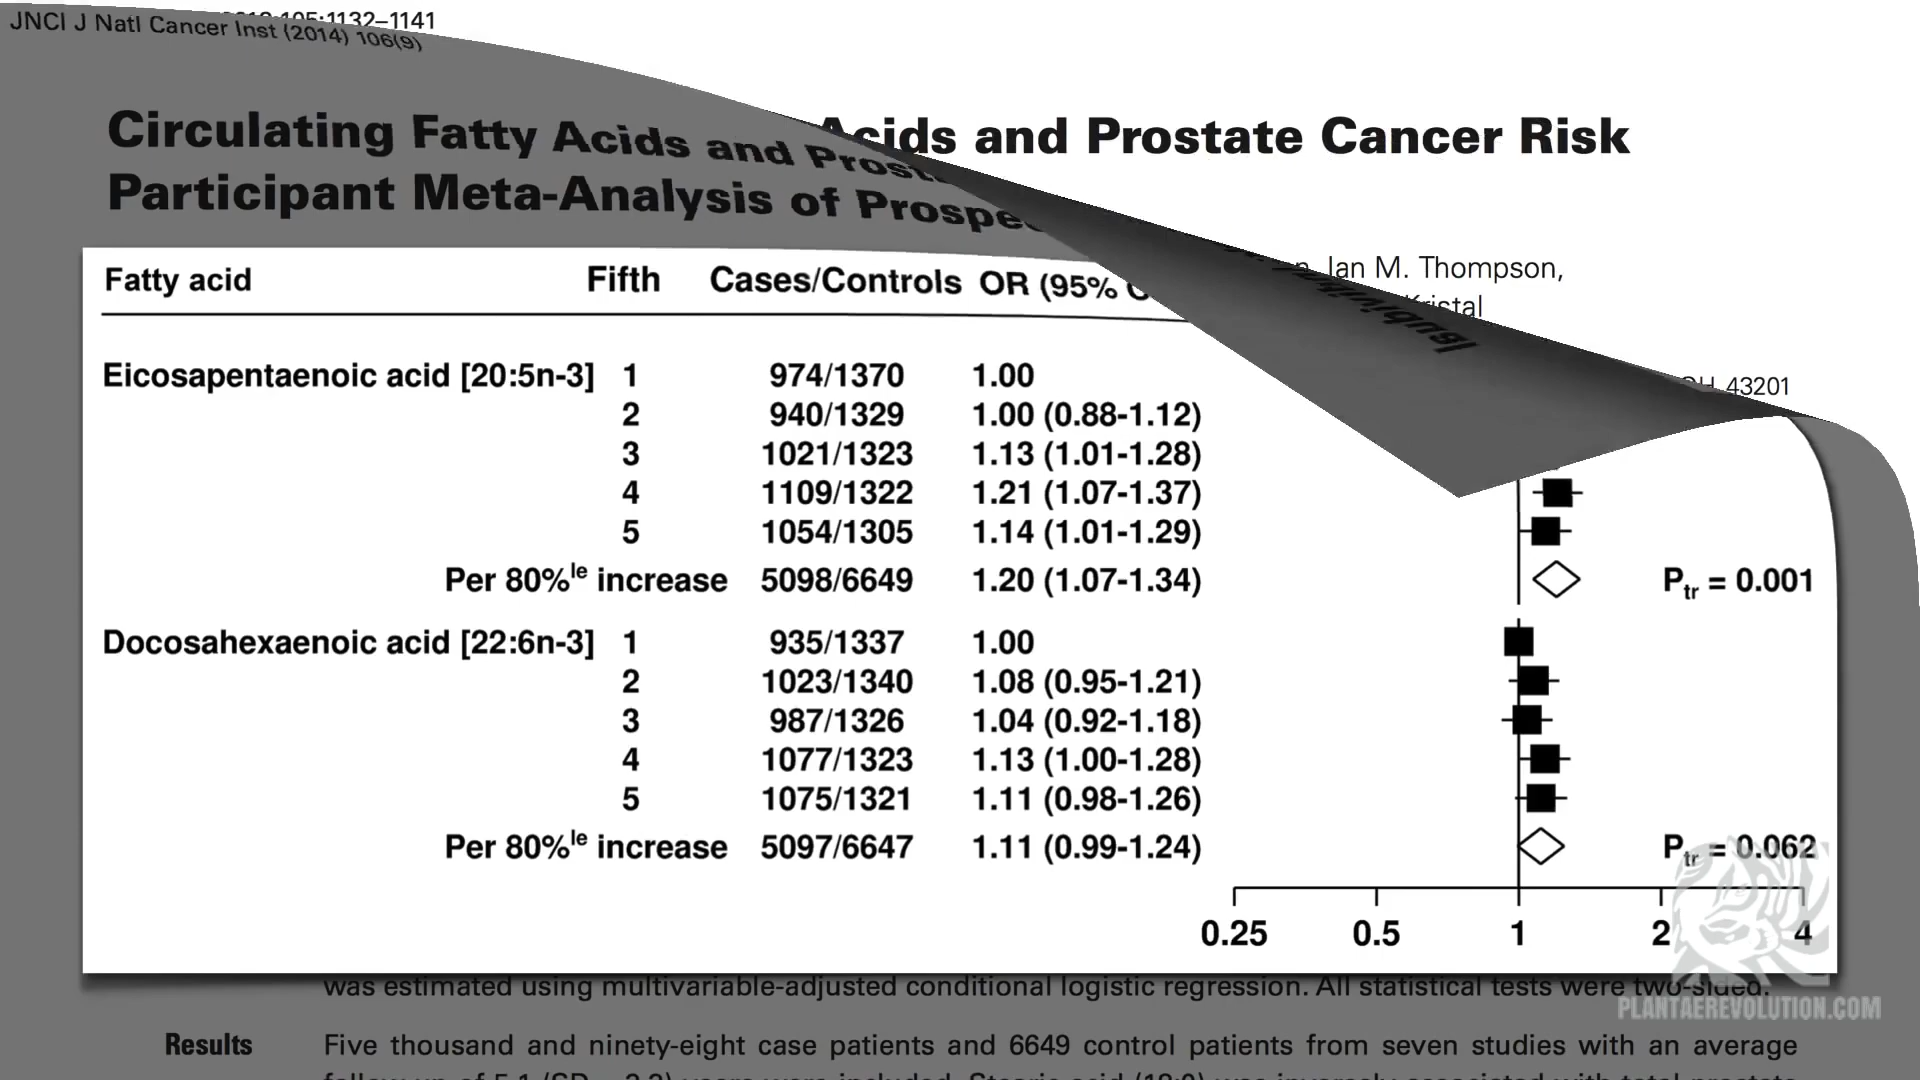 1132–1141
JNCI J Natl Cancer Inst (2014) 106(9)
Circulating Fatty Acids and
Acids and Prostate Cancer Risk
Participant Meta-Analysis of
Ian M. Thompson,
43201
Fatty acid Fifth Cases/Controls OR (95%
Eicosapentaenoic acid [20:5n-3] 1 974/1370 1.00
2 940/1329 1.00 (0.88-1.12)
3 1021/1323 1.13 (1.01-1.28)
4 1109/1322 1.21 (1.07-1.37)
5 1054/1305 1.14 (1.01-1.29)
Per 80%le increase 5098/6649 1.20 (1.07-1.34) Ptr = 0.001
Docosahexaenoic acid [22:6n-3] 1 935/1337 1.00
2 1023/1340 1.08 (0.95-1.21)
3 987/1326 1.04 (0.92-1.18)
4 1077/1323 1.13 (1.00-1.28)
5 1075/1321 1.11 (0.98-1.26)
Per 80%le increase 5097/6647 1.11 (0.99-1.24) Ptr = 0.062
0.25 0.5 1 2 4
was estimated using multivariable-adjusted conditional logistic regression. All statistical tests were two-sided.
PLANTAEREVOLUTION.COM
Results Five thousand and ninety-eight case patients and 6649 control patients from seven studies with an average